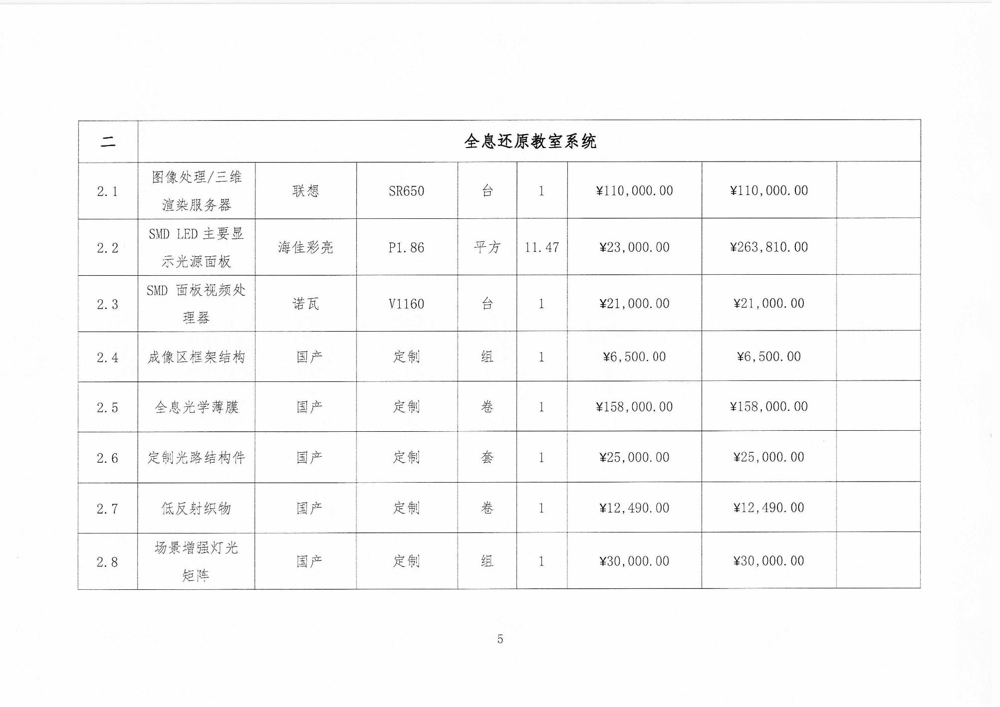 二 全息还原教室系统
2.1 图像处理/三维渲染服务器 联想 SR650 台 1 ¥110,000.00 ¥110,000.00
2.2 SMD LED 主要显示光源面板 海佳彩亮 P1.86 平方 11.47 ¥23,000.00 ¥263,810.00
2.3 SMD 面板视频处理器 诺瓦 V1160 台 1 ¥21,000.00 ¥21,000.00
2.4 成像区框架结构 国产 定制 组 1 ¥6,500.00 ¥6,500.00
2.5 全息光学薄膜 国产 定制 卷 1 ¥158,000.00 ¥158,000.00
2.6 定制光路结构件 国产 定制 套 1 ¥25,000.00 ¥25,000.00
2.7 低反射织物 国产 定制 卷 1 ¥12,490.00 ¥12,490.00
2.8 场景增强灯光矩阵 国产 定制 组 1 ¥30,000.00 ¥30,000.00
5